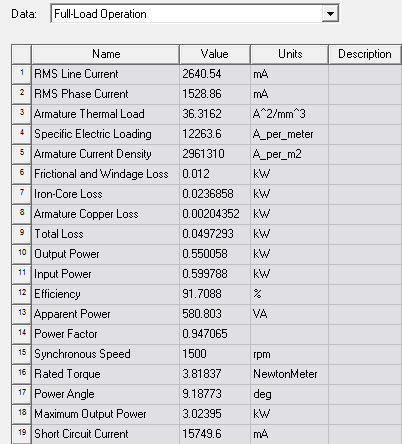 Data: Full-Load Operation
Name Value Units Description
1 RMS Line Current 2640.54 mA
2 RMS Phase Current 1528.86 mA
3 Armature Thermal Load 36.3162 A^2/mm^3
4 Specific Electric Loading 12263.6 A_per_meter
5 Armature Current Density 2961310 A_per_m2
6 Frictional and Windage Loss 0.012 kW
7 Iron-Core Loss 0.0236858 kW
8 Armature Copper Loss 0.00204352 kW
9 Total Loss 0.0497293 kW
10 Output Power 0.550058 kW
11 Input Power 0.599788 kW
12 Efficiency 91.7088 %
13 Apparent Power 580.803 VA
14 Power Factor 0.947065
15 Synchronous Speed 1500 rpm
16 Rated Torque 3.81837 NewtonMeter
17 Power Angle 9.18773 deg
18 Maximum Output Power 3.02395 kW
19 Short Circuit Current 15749.6 mA